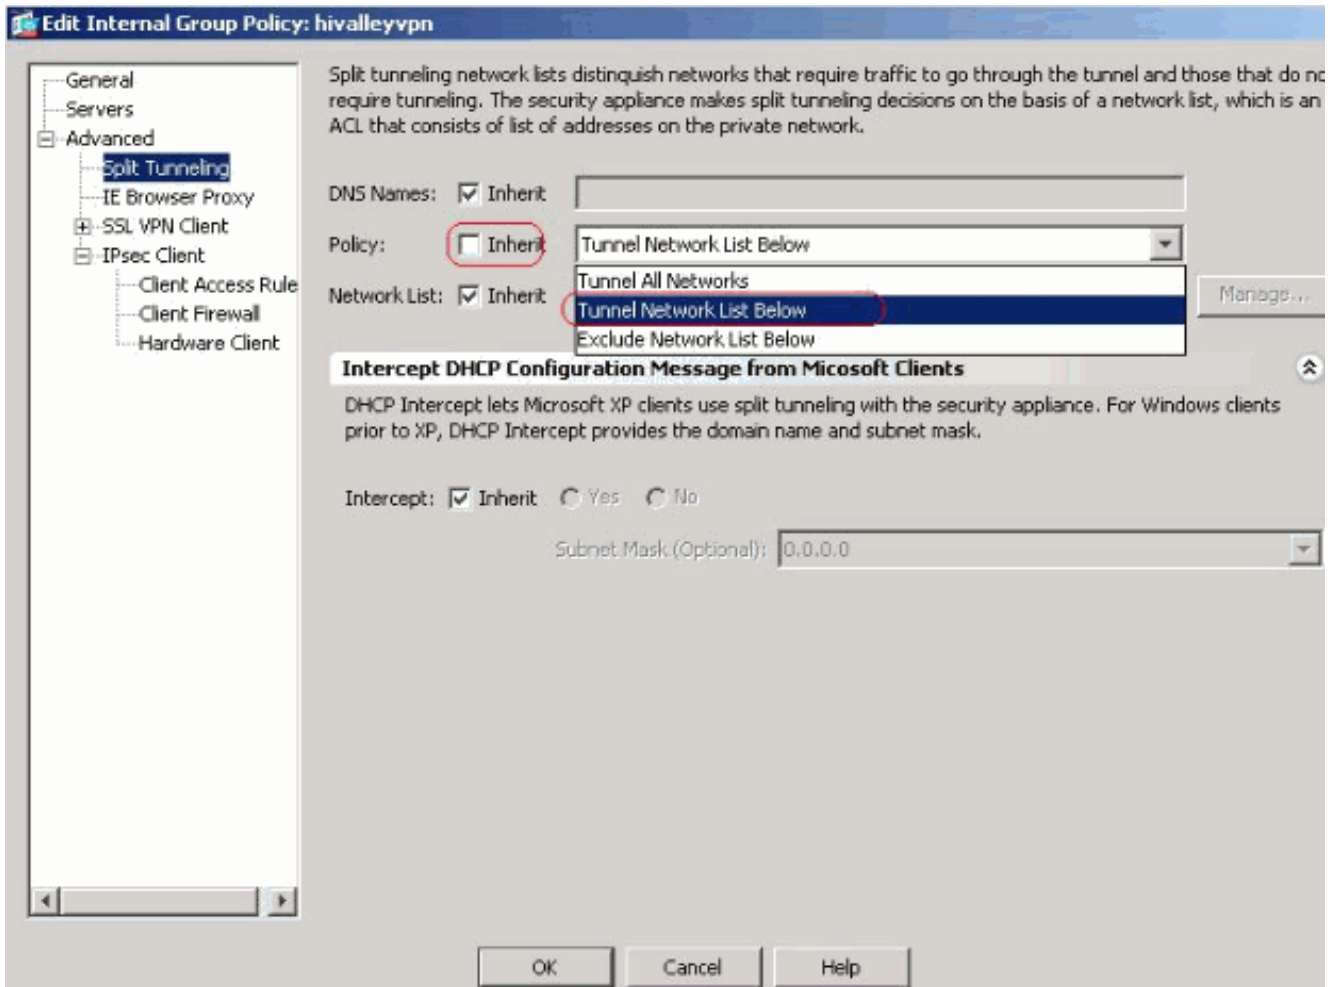 Edit Internal Group Policy: hivalleyvpn
General
Servers
Advanced
Split Tunneling
IE Browser Proxy
SSL VPN Client
IPsec Client
Client Access Rule
Client Firewall
Hardware Client
Split tunneling network lists distinquish networks that require traffic to go through the tunnel and those that do no
require tunneling. The security appliance makes split tunneling decisions on the basis of a network list, which is an
ACL that consists of list of addresses on the private network.
DNS Names: Inherit
Policy: Inherit Tunnel Network List Below
Tunnel All Networks
Network List: Inherit Tunnel Network List Below Manage...
Exclude Network List Below
Intercept DHCP Configuration Message from Micosoft Clients
DHCP Intercept lets Microsoft XP clients use split tunneling with the security appliance. For Windows clients
prior to XP, DHCP Intercept provides the domain name and subnet mask.
Intercept: Inherit Yes No
Subnet Mask (Optional): 0.0.0.0
OK Cancel Help